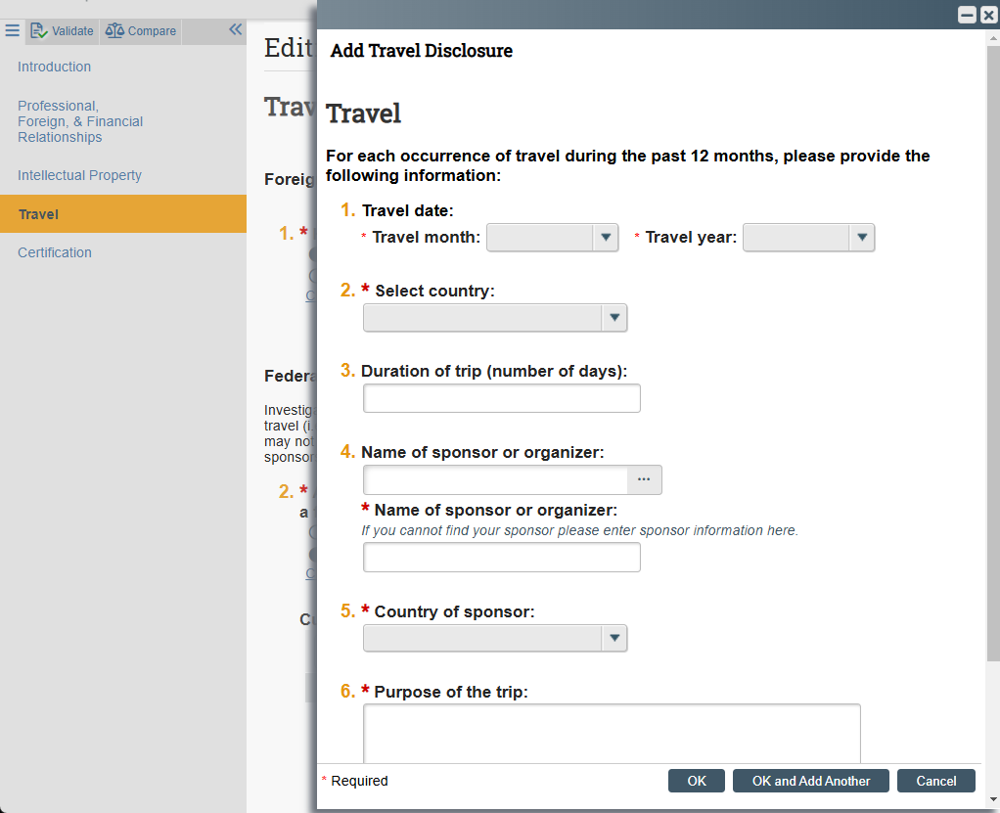 Validate
Compare
Introduction
Professional,
Foreign, & Financial
Relationships
Intellectual Property
Travel
Certification
Edit
Trav
Foreig
1. *
Federa
Investig
travel (i.
may not
sponsor
2. *
a
Add Travel Disclosure
Travel
For each occurrence of travel during the past 12 months, please provide the
following information:
1. Travel date:
* Travel month: * Travel year:
2. * Select country:
3. Duration of trip (number of days):
4. Name of sponsor or organizer:
...
* Name of sponsor or organizer:
If you cannot find your sponsor please enter sponsor information here.
5. * Country of sponsor:
6. * Purpose of the trip:
* Required
OK
OK and Add Another
Cancel